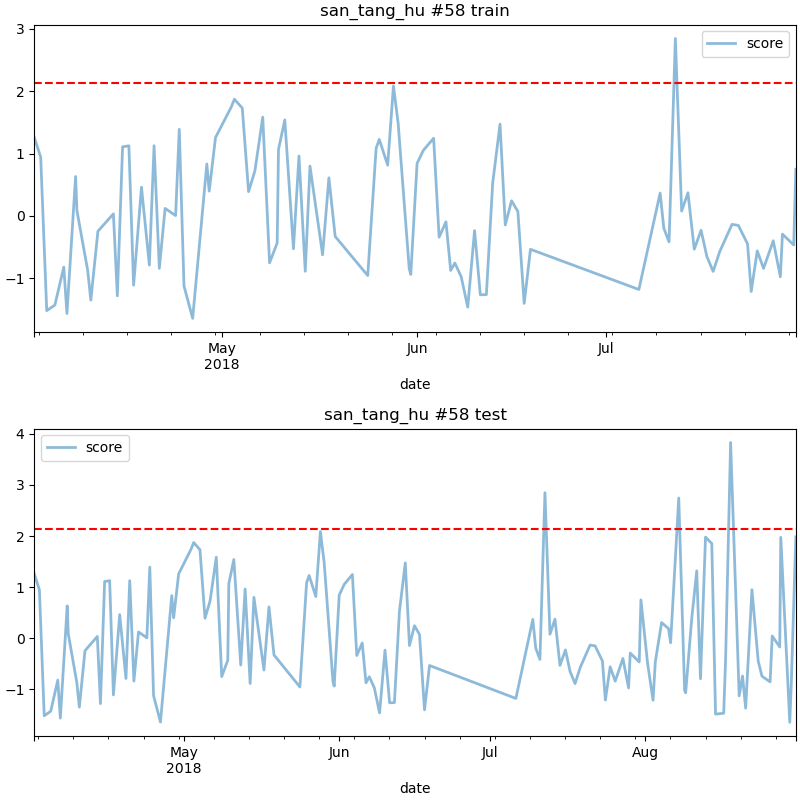 san_tang_hu #58 train
score
3
2
1
0
−1
May
Jun
Jul
2018
date
san_tang_hu #58 test
score
4
3
2
1
0
−1
May
Jun
Jul
Aug
2018
date